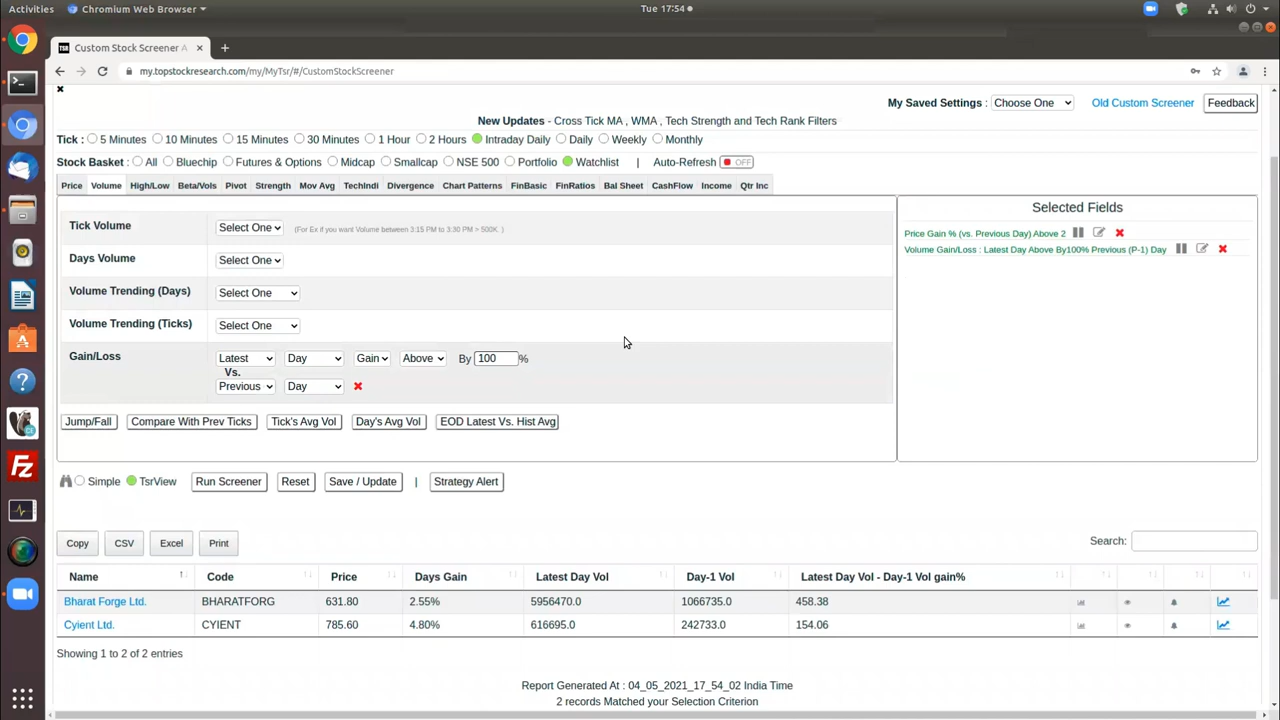 Activities Chromium Web Browser Tue 17:54
TSR Custom Stock Screener A
my.topstockresearch.com/my/MyTsr/#/CustomStockScreener
My Saved Settings : Choose One Old Custom Screener Feedback
New Updates - Cross Tick MA , WMA , Tech Strength and Tech Rank Filters
Tick : 5 Minutes 10 Minutes 15 Minutes 30 Minutes 1 Hour 2 Hours Intraday Daily Daily Weekly Monthly
Stock Basket : All Bluechip Futures & Options Midcap Smallcap NSE 500 Portfolio Watchlist | Auto-Refresh OFF
Price Volume High/Low Beta/Vols Pivot Strength Mov Avg TechIndi Divergence Chart Patterns FinBasic FinRatios Bal Sheet CashFlow Income Qtr Inc
Selected Fields
Price Gain % (vs. Previous Day) Above 2
Volume Gain/Loss : Latest Day Above By100% Previous (P-1) Day
Tick Volume Select One (For Ex if you want Volume between 3:15 PM to 3:30 PM > 500K. )
Days Volume Select One
Volume Trending (Days) Select One
Volume Trending (Ticks) Select One
Gain/Loss Latest Day Gain Above By 100 %
Vs.
Previous Day
Jump/Fall Compare With Prev Ticks Tick's Avg Vol Day's Avg Vol EOD Latest Vs. Hist Avg
Simple TsrView Run Screener Reset Save / Update | Strategy Alert
Copy CSV Excel Print Search:
Name Code Price Days Gain Latest Day Vol Day-1 Vol Latest Day Vol - Day-1 Vol gain%
Bharat Forge Ltd. BHARATFORG 631.80 2.55% 5956470.0 1066735.0 458.38
Cyient Ltd. CYIENT 785.60 4.80% 616695.0 242733.0 154.06
Showing 1 to 2 of 2 entries
Report Generated At : 04_05_2021_17_54_02 India Time
2 records Matched your Selection Criterion